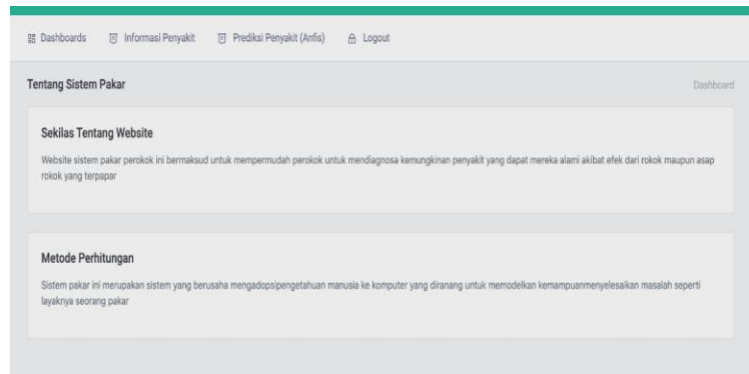 Dashboards Informasi Penyakit Prediksi Penyakit (Anfis) Logout
Tentang Sistem Pakar Dashboard
Sekilas Tentang Website
Website sistem pakar perokok ini bermaksud untuk mempermudah perokok untuk mendiagnosa kemungkinan penyakit yang dapat mereka alami akibat efek dari rokok maupun asap
rokok yang terpapar
Metode Perhitungan
Sistem pakar ini merupakan sistem yang berusaha mengadopsipengetahuan manusia ke komputer yang diranang untuk memodelkan kemampuanmenyelesaikan masalah seperti
layaknya seorang pakar